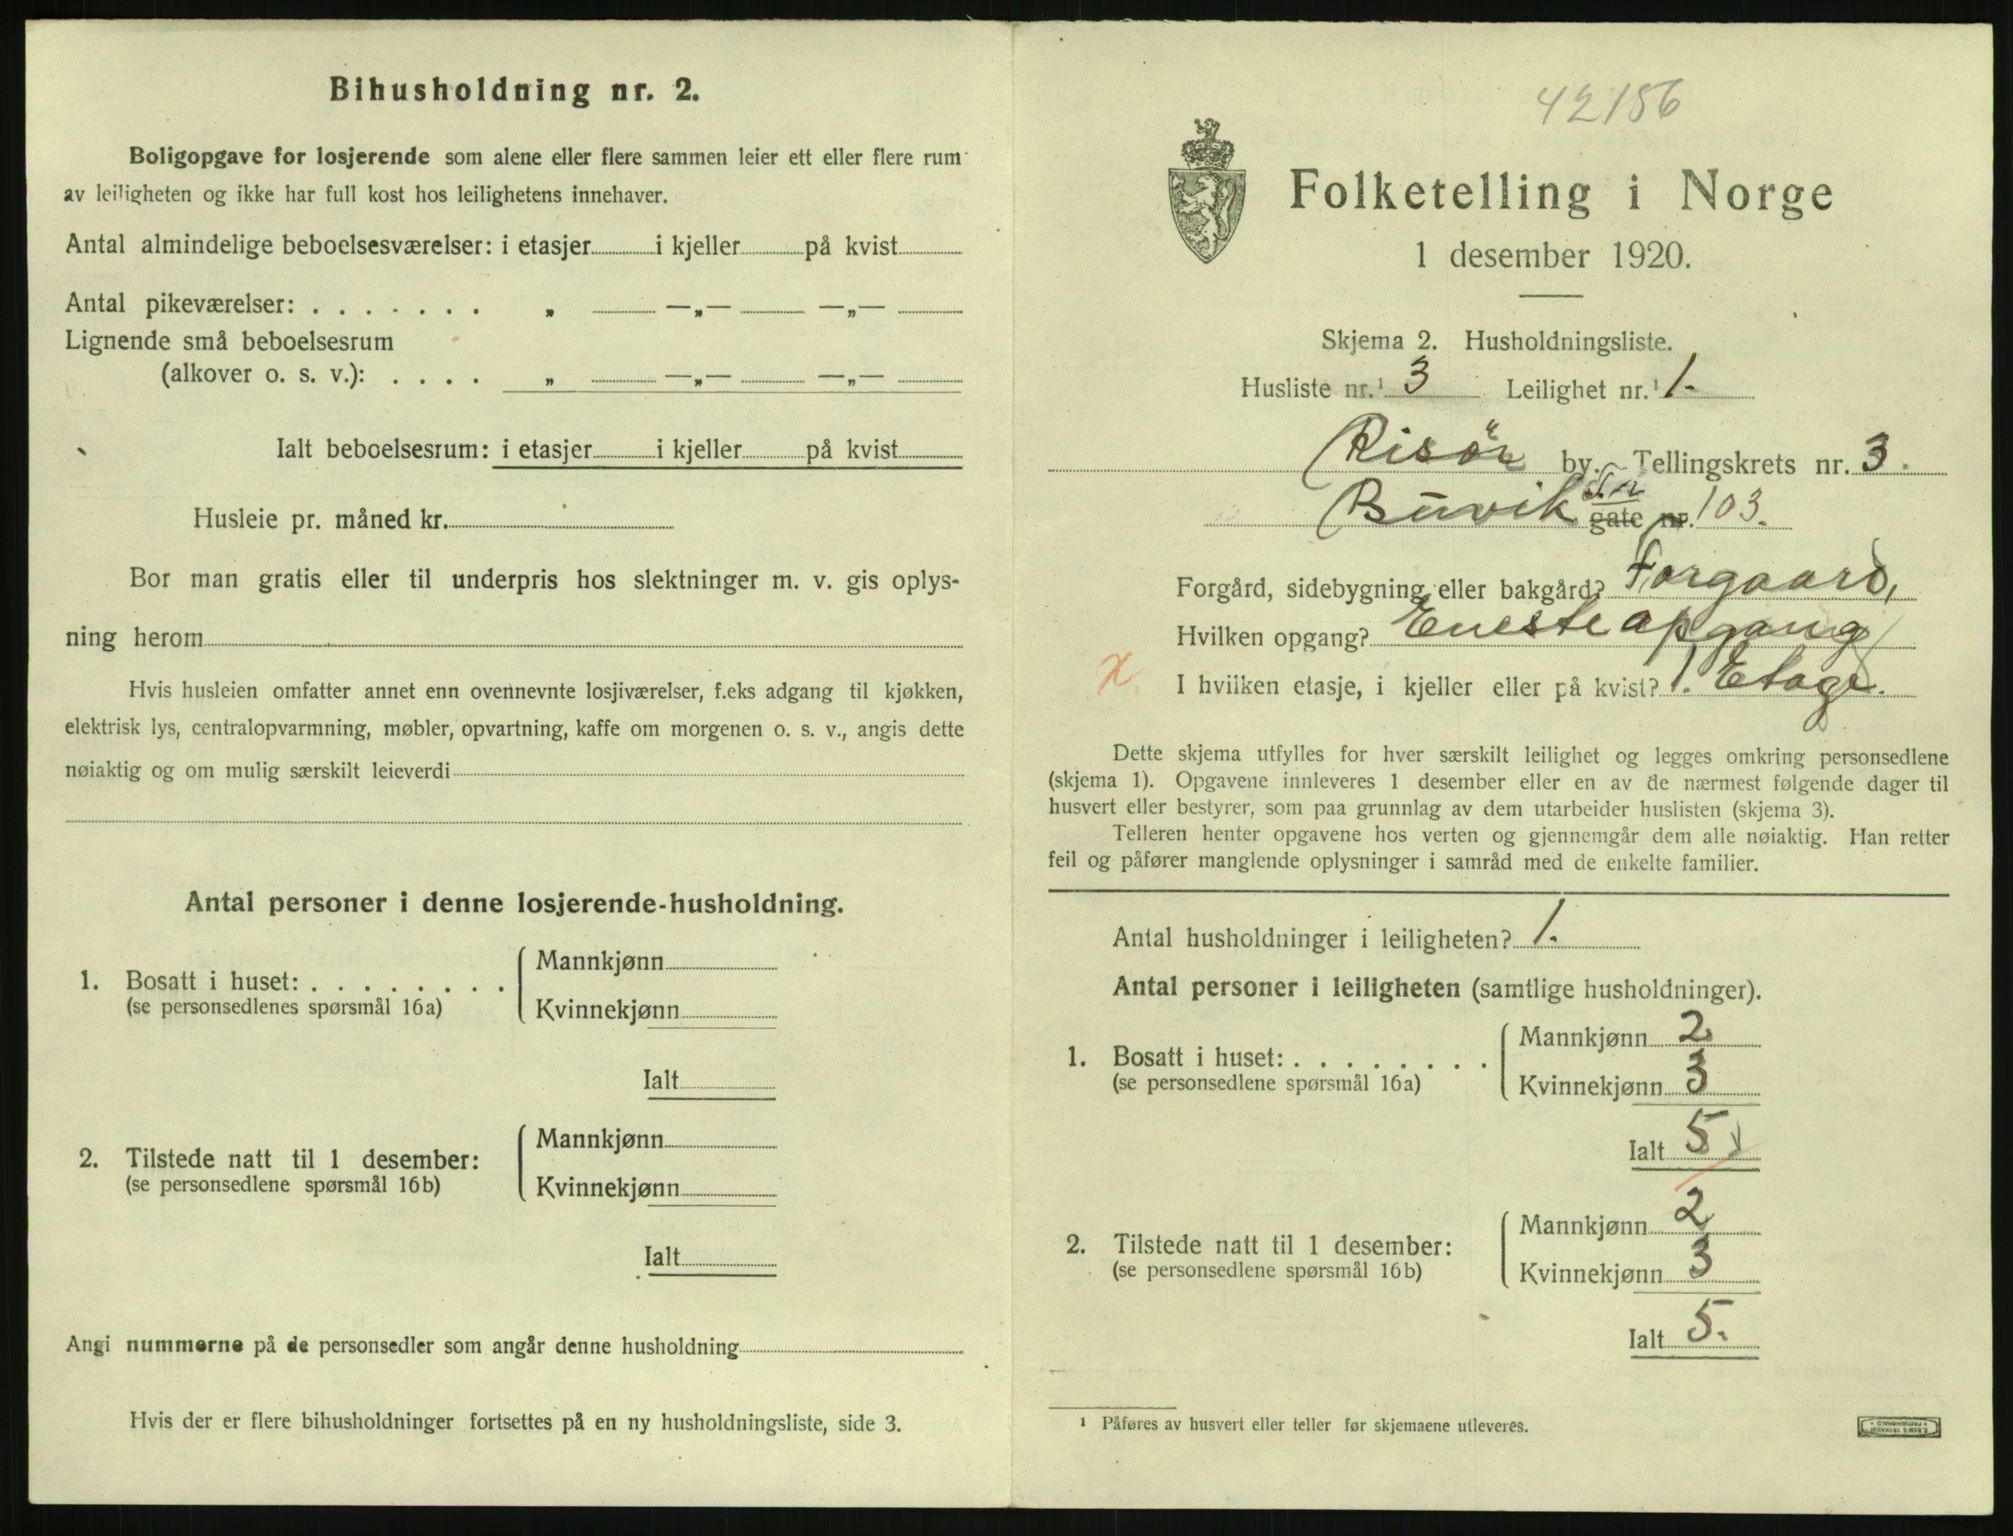 Bihusholdning nr. 2.
Boligopgave for losjerende som alene eller flere sammen leier ett eller flere rum
av leiligheten og ikke har full kost hos leilighetens innehaver.
Antal almindelige beboelsesværelser: i etasjer i kjeller på kvist
Antal pikeværelser: . . . . . . . „ —„— —„—
Lignende små beboelsesrum
(alkover o. s. v.): . . . . „ —„— —„—
Ialt beboelsesrum: i etasjer i kjeller på kvist
Husleie pr. måned kr.
Bor man gratis eller til underpris hos slektninger m. v. gis oplys-
ning herom
Hvis husleien omfatter annet enn ovennevnte losjiværelser, f.eks adgang til kjøkken,
elektrisk lys, centralopvarmning, møbler, opvartning, kaffe om morgenen o. s. v., angis dette
nøiaktig og om mulig særskilt leieverdi
Antal personer i denne losjerende-husholdning.
1. Bosatt i huset: . . . . . . . .
(se personsedlenes spørsmål 16a)
Mannkjønn
Kvinnekjønn
Ialt
2. Tilstede natt til 1 desember:
(se personsedlene spørsmål 16b)
Mannkjønn
Kvinnekjønn
Ialt
Angi nummerne på de personsedler som angår denne husholdning
Hvis der er flere bihusholdninger fortsettes på en ny husholdningsliste, side 3.
42156
Folketelling i Norge
1 desember 1920.
Skjema 2. Husholdningsliste.
Husliste nr.¹ 3 Leilighet nr.¹ 1.
Risör by. Tellingskrets nr. 3.
Buvik gate nr. 103.
Forgård, sidebygning eller bakgård? Forgaard,
Hvilken opgang? Eneste opgang
x. I hvilken etasje, i kjeller eller på kvist? 1. Etage.
Dette skjema utfylles for hver særskilt leilighet og legges omkring personsedlene
(skjema 1). Opgavene innleveres 1 desember eller en av de nærmest følgende dager til
husvert eller bestyrer, som paa grunnlag av dem utarbeider huslisten (skjema 3).
Telleren henter opgavene hos verten og gjennemgår dem alle nøiaktig. Han retter
feil og påfører manglende oplysninger i samråd med de enkelte familier.
Antal husholdninger i leiligheten? 1.
Antal personer i leiligheten (samtlige husholdninger).
1. Bosatt i huset: . . . . . . . .
(se personsedlene spørsmål 16a)
Mannkjønn 2
Kvinnekjønn 3
Ialt 5
2. Tilstede natt til 1 desember:
(se personsedlene spørsmål 16b)
Mannkjønn 2
Kvinnekjønn 3
Ialt 5.
¹ Påføres av husvert eller teller før skjemaene utleveres.